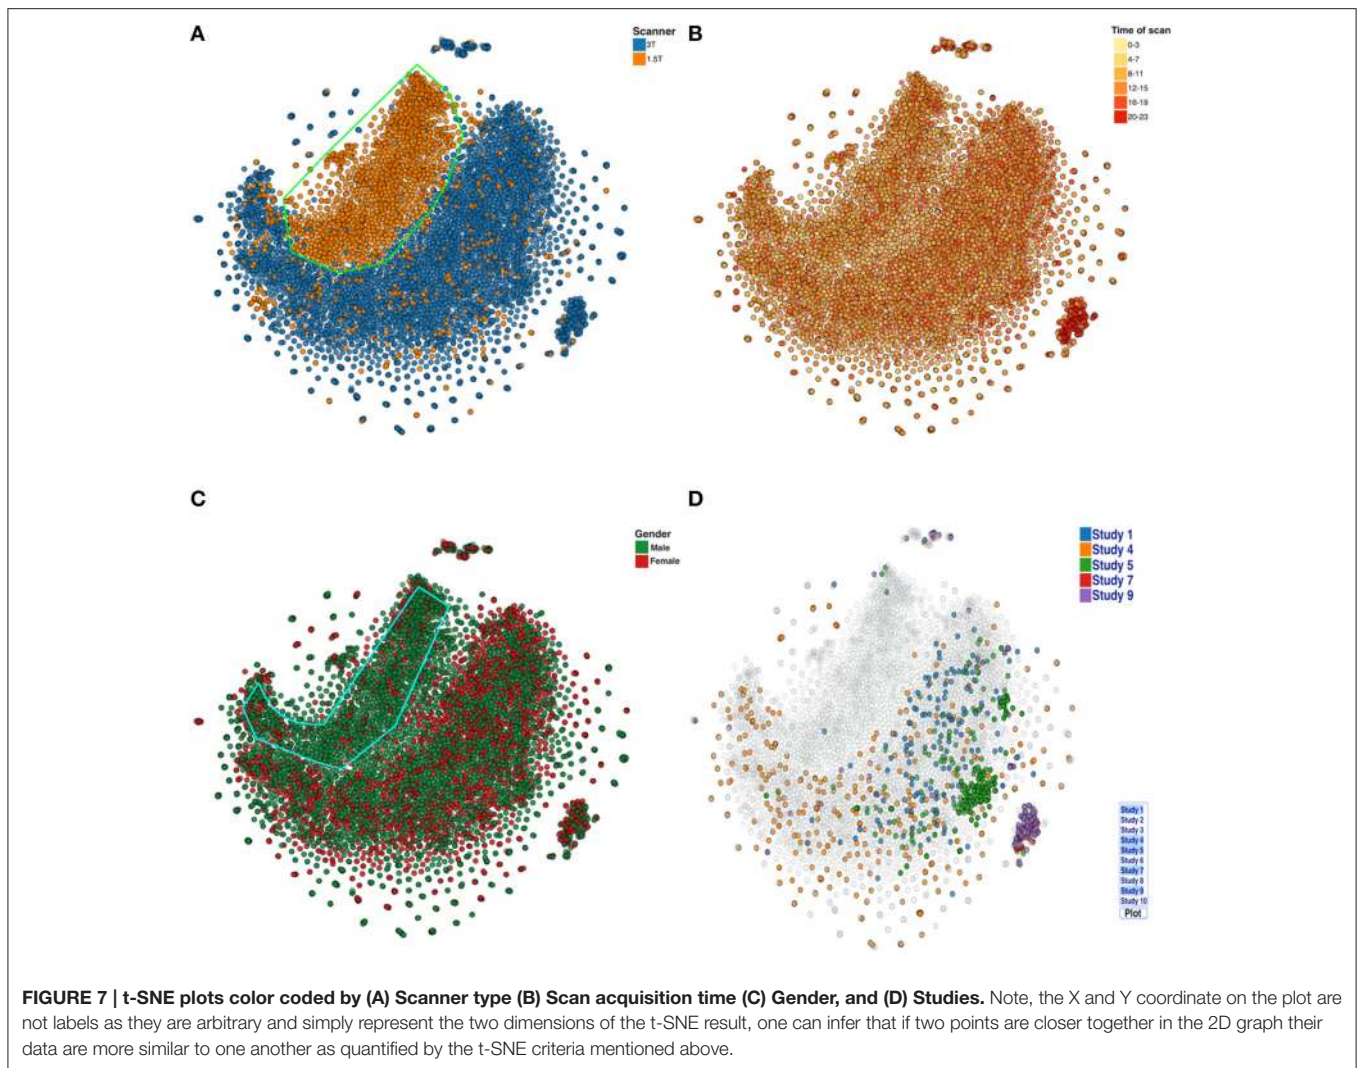 A
Scanner
3T
1.5T
B
Time of scan
0-3
4-7
8-11
12-15
16-19
20-23
C
Gender
Male
Female
D
Study 1
Study 4
Study 5
Study 7
Study 9
Study 1
Study 2
Study 3
Study 4
Study 5
Study 6
Study 7
Study 8
Study 9
Study 10
Plot
FIGURE 7 | t-SNE plots color coded by (A) Scanner type (B) Scan acquisition time (C) Gender, and (D) Studies. Note, the X and Y coordinate on the plot are
not labels as they are arbitrary and simply represent the two dimensions of the t-SNE result, one can infer that if two points are closer together in the 2D graph their
data are more similar to one another as quantified by the t-SNE criteria mentioned above.